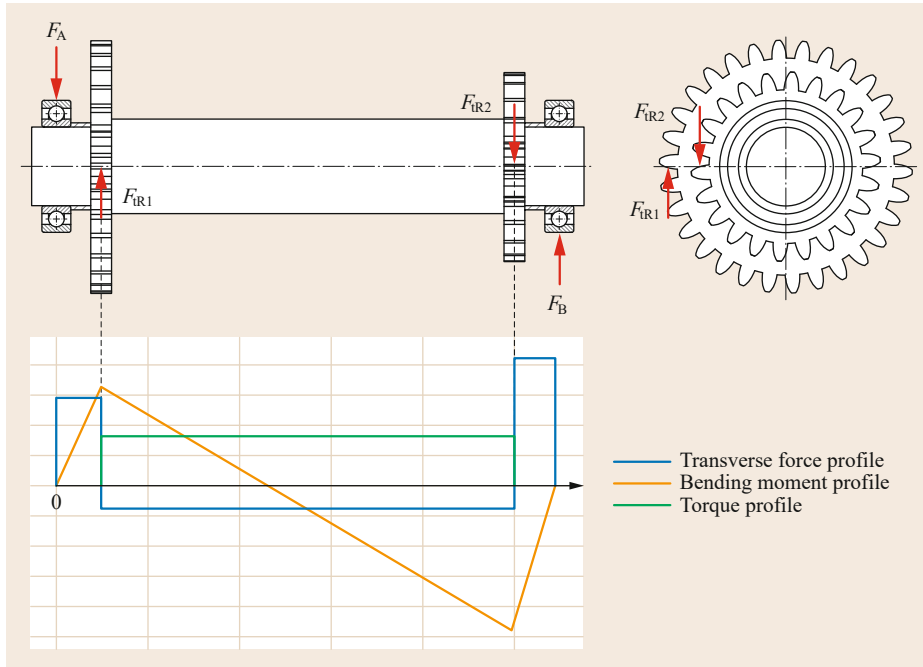 F_A
F_tR1
F_tR2
F_B
F_tR2
F_tR1
0
Transverse force profile
Bending moment profile
Torque profile